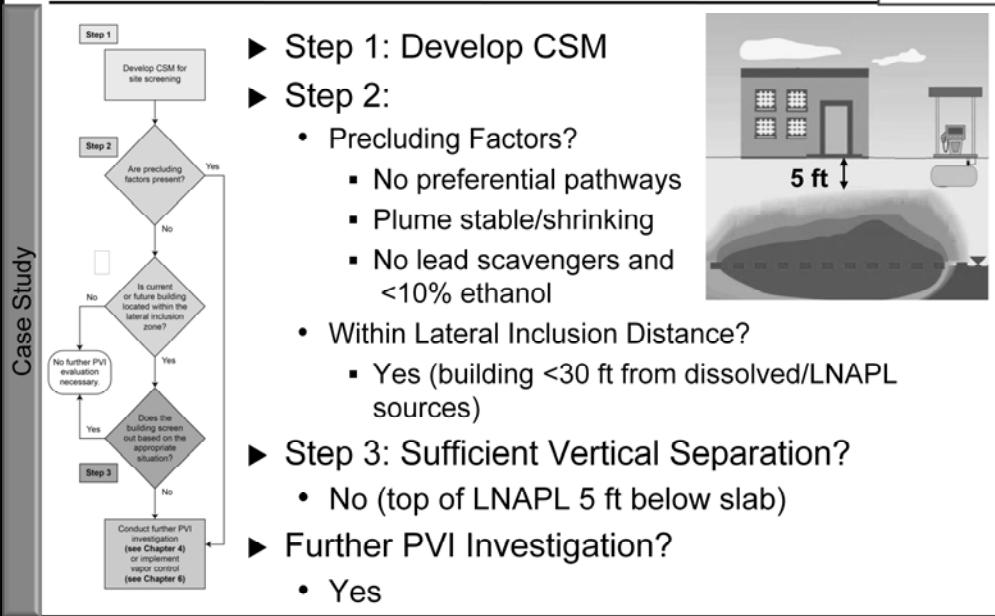 Case Study
Step 1
Develop CSM for
site screening
Step 2
Are precluding
factors present?
Yes
No
Is current
or future building
located within the
lateral inclusion
zone?
No
Yes
No further PVI
evaluation
necessary.
Does the
building screen
out based on the
appropriate
situation?
Yes
Step 3
No
Conduct further PVI
investigation
(see Chapter 4)
or implement
vapor control
(see Chapter 6)
► Step 1: Develop CSM
► Step 2:
• Precluding Factors?
▪ No preferential pathways
▪ Plume stable/shrinking
▪ No lead scavengers and
<10% ethanol
• Within Lateral Inclusion Distance?
▪ Yes (building <30 ft from dissolved/LNAPL
sources)
► Step 3: Sufficient Vertical Separation?
• No (top of LNAPL 5 ft below slab)
► Further PVI Investigation?
• Yes
5 ft